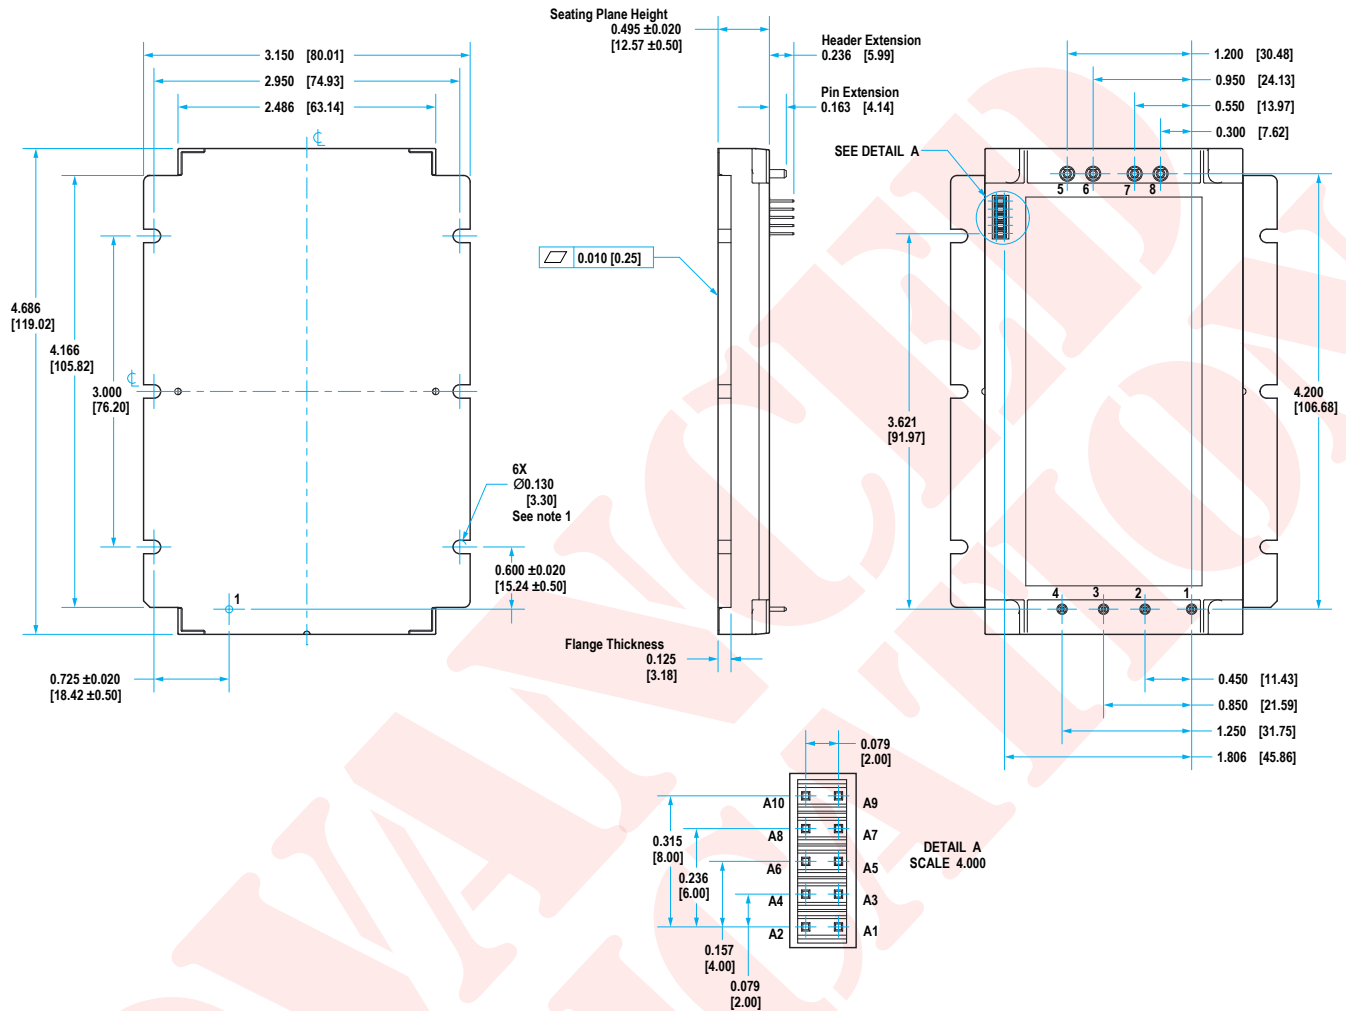 Seating Plane Height
0.495 ±0.020
[12.57 ±0.50]
Header Extension
0.236 [5.99]
Pin Extension
0.163 [4.14]
3.150 [80.01]
2.950 [74.93]
2.486 [63.14]
1.200 [30.48]
0.950 [24.13]
0.550 [13.97]
0.300 [7.62]
SEE DETAIL A
5 6 7 8
0.010 [0.25]
4.686
[119.02]
4.166
[105.82]
3.000
[76.20]
3.621
[91.97]
4.200
[106.68]
6X
Ø0.130
[3.30]
See note 1
0.600 ±0.020
[15.24 ±0.50]
1
4 3 2 1
Flange Thickness
0.125
[3.18]
0.725 ±0.020
[18.42 ±0.50]
0.450 [11.43]
0.850 [21.59]
1.250 [31.75]
1.806 [45.86]
0.079
[2.00]
A10 A9
A8 A7
A6 A5
A4 A3
A2 A1
0.315
[8.00]
0.236
[6.00]
0.157
[4.00]
0.079
[2.00]
DETAIL A
SCALE 4.000